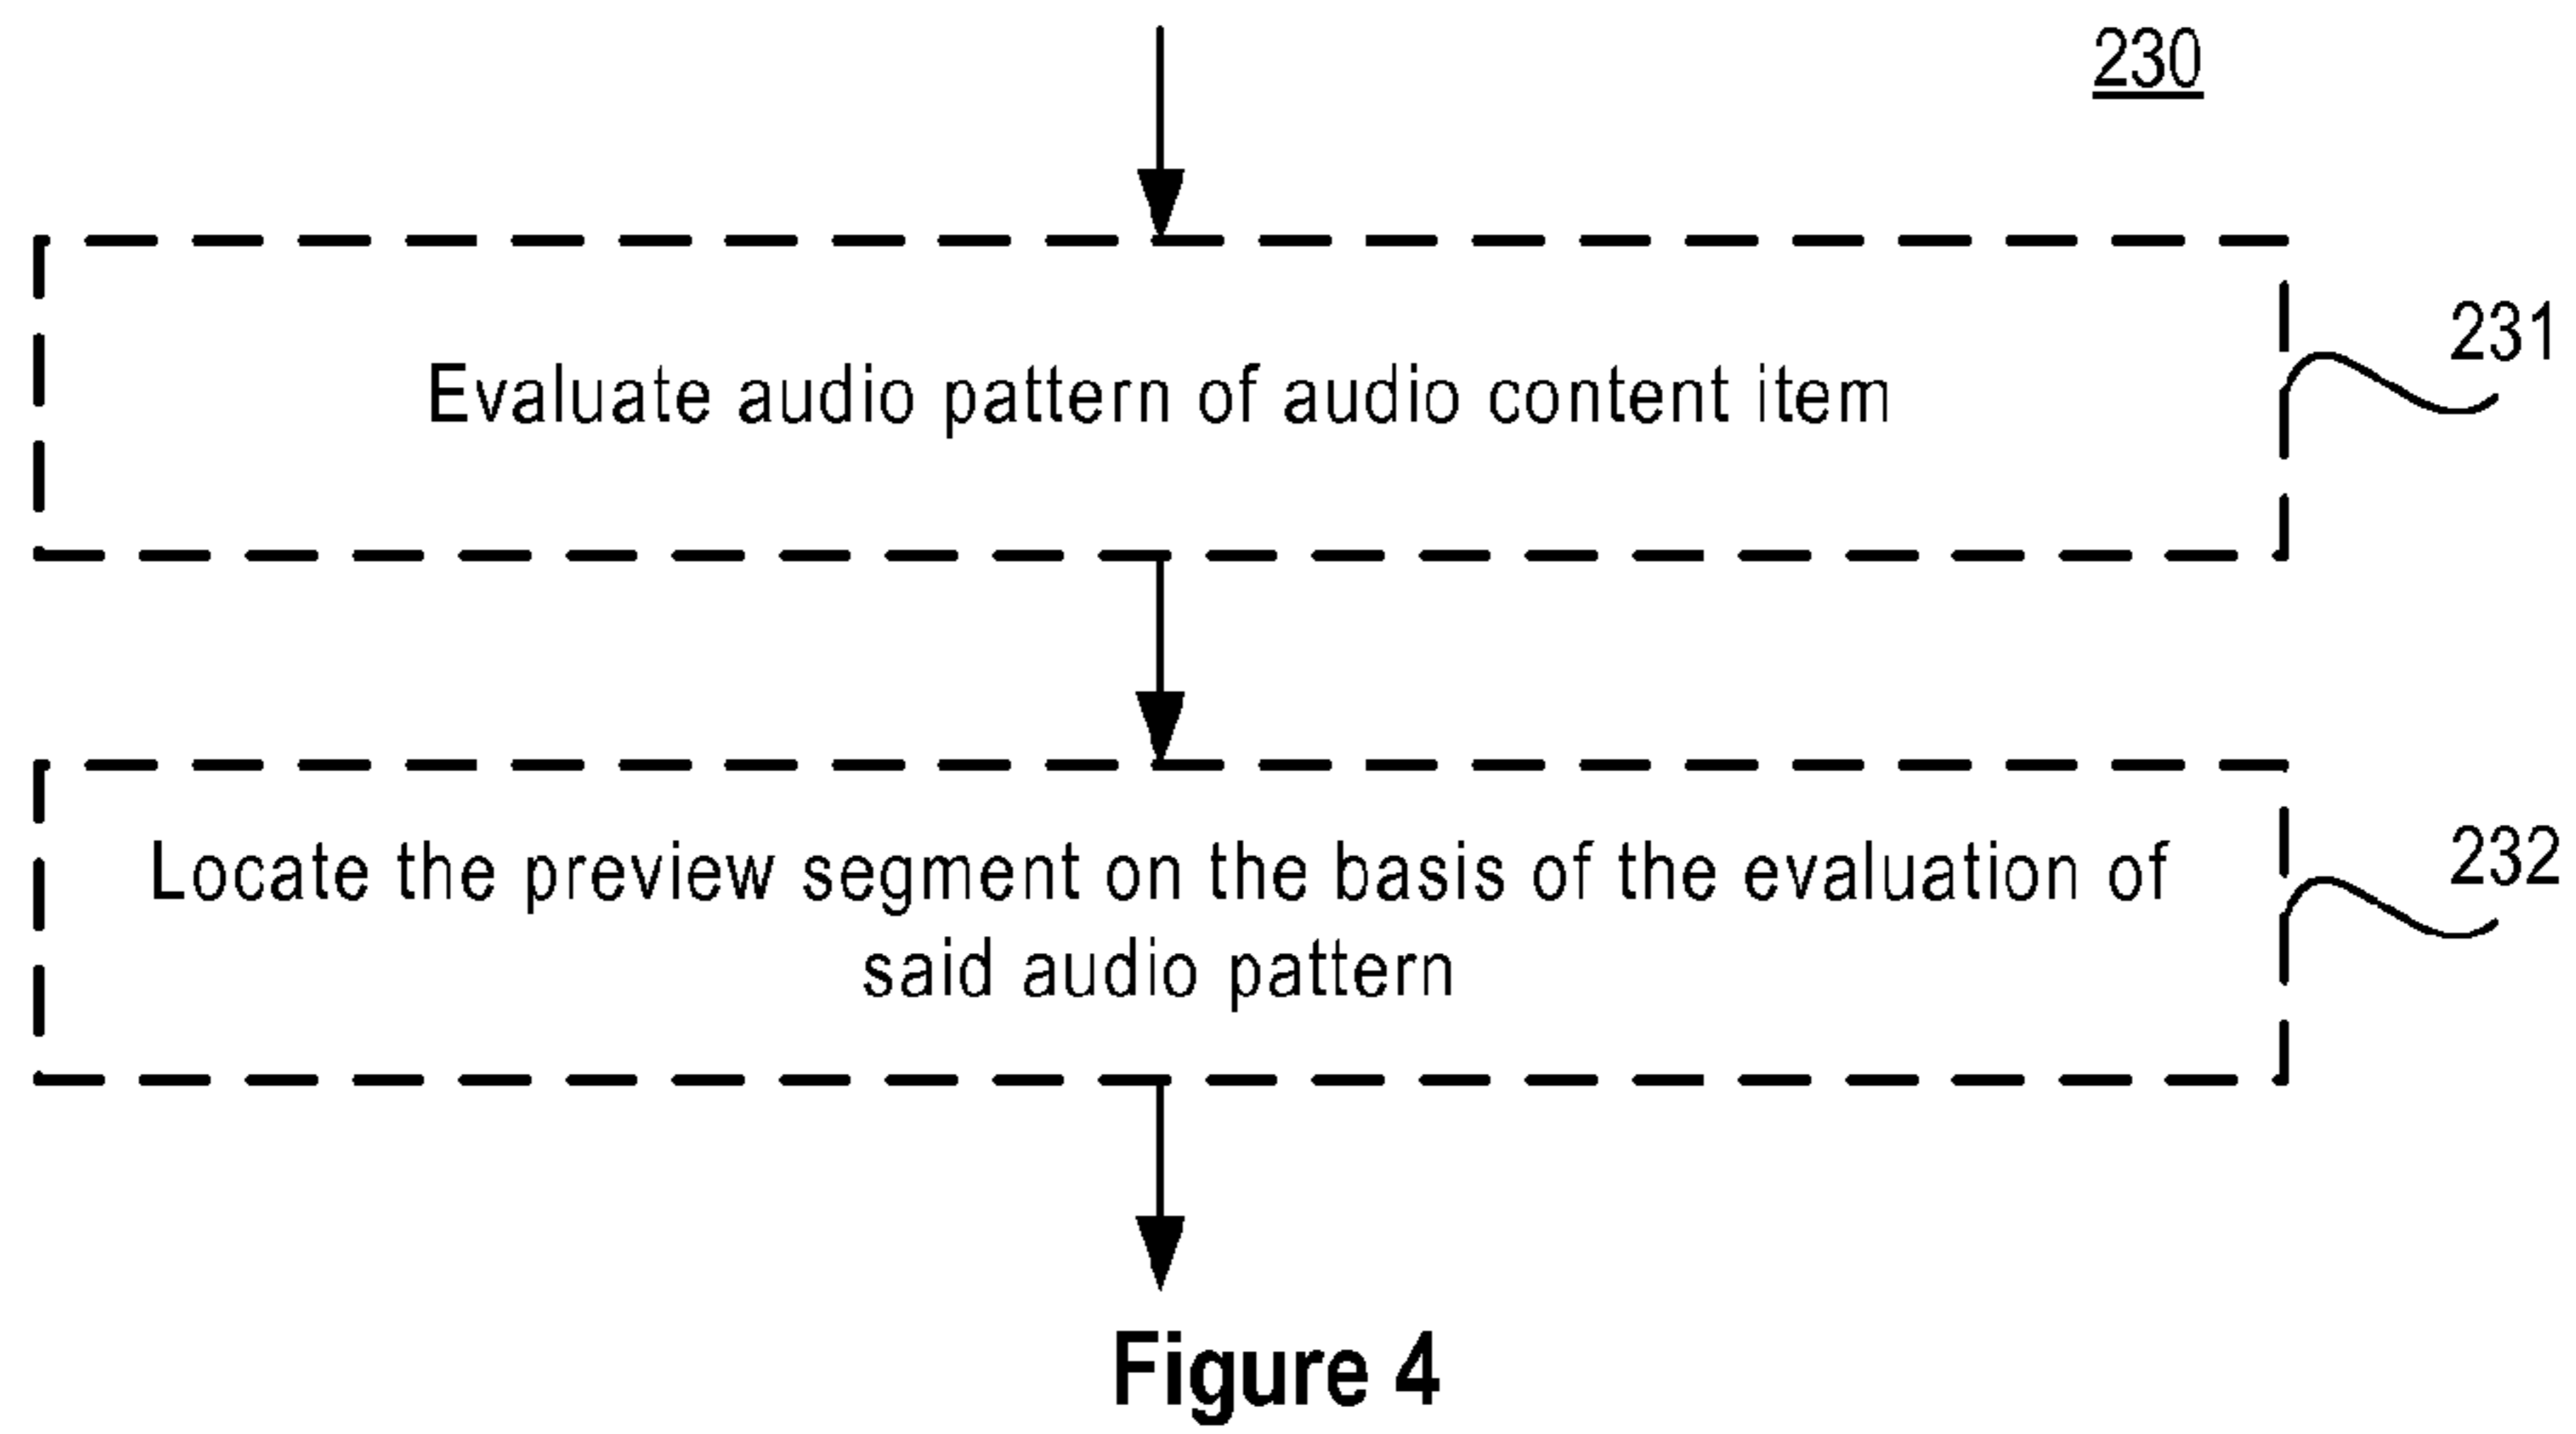 230
Evaluate audio pattern of audio content item
231
Locate the preview segment on the basis of the evaluation of
said audio pattern
232
Figure 4